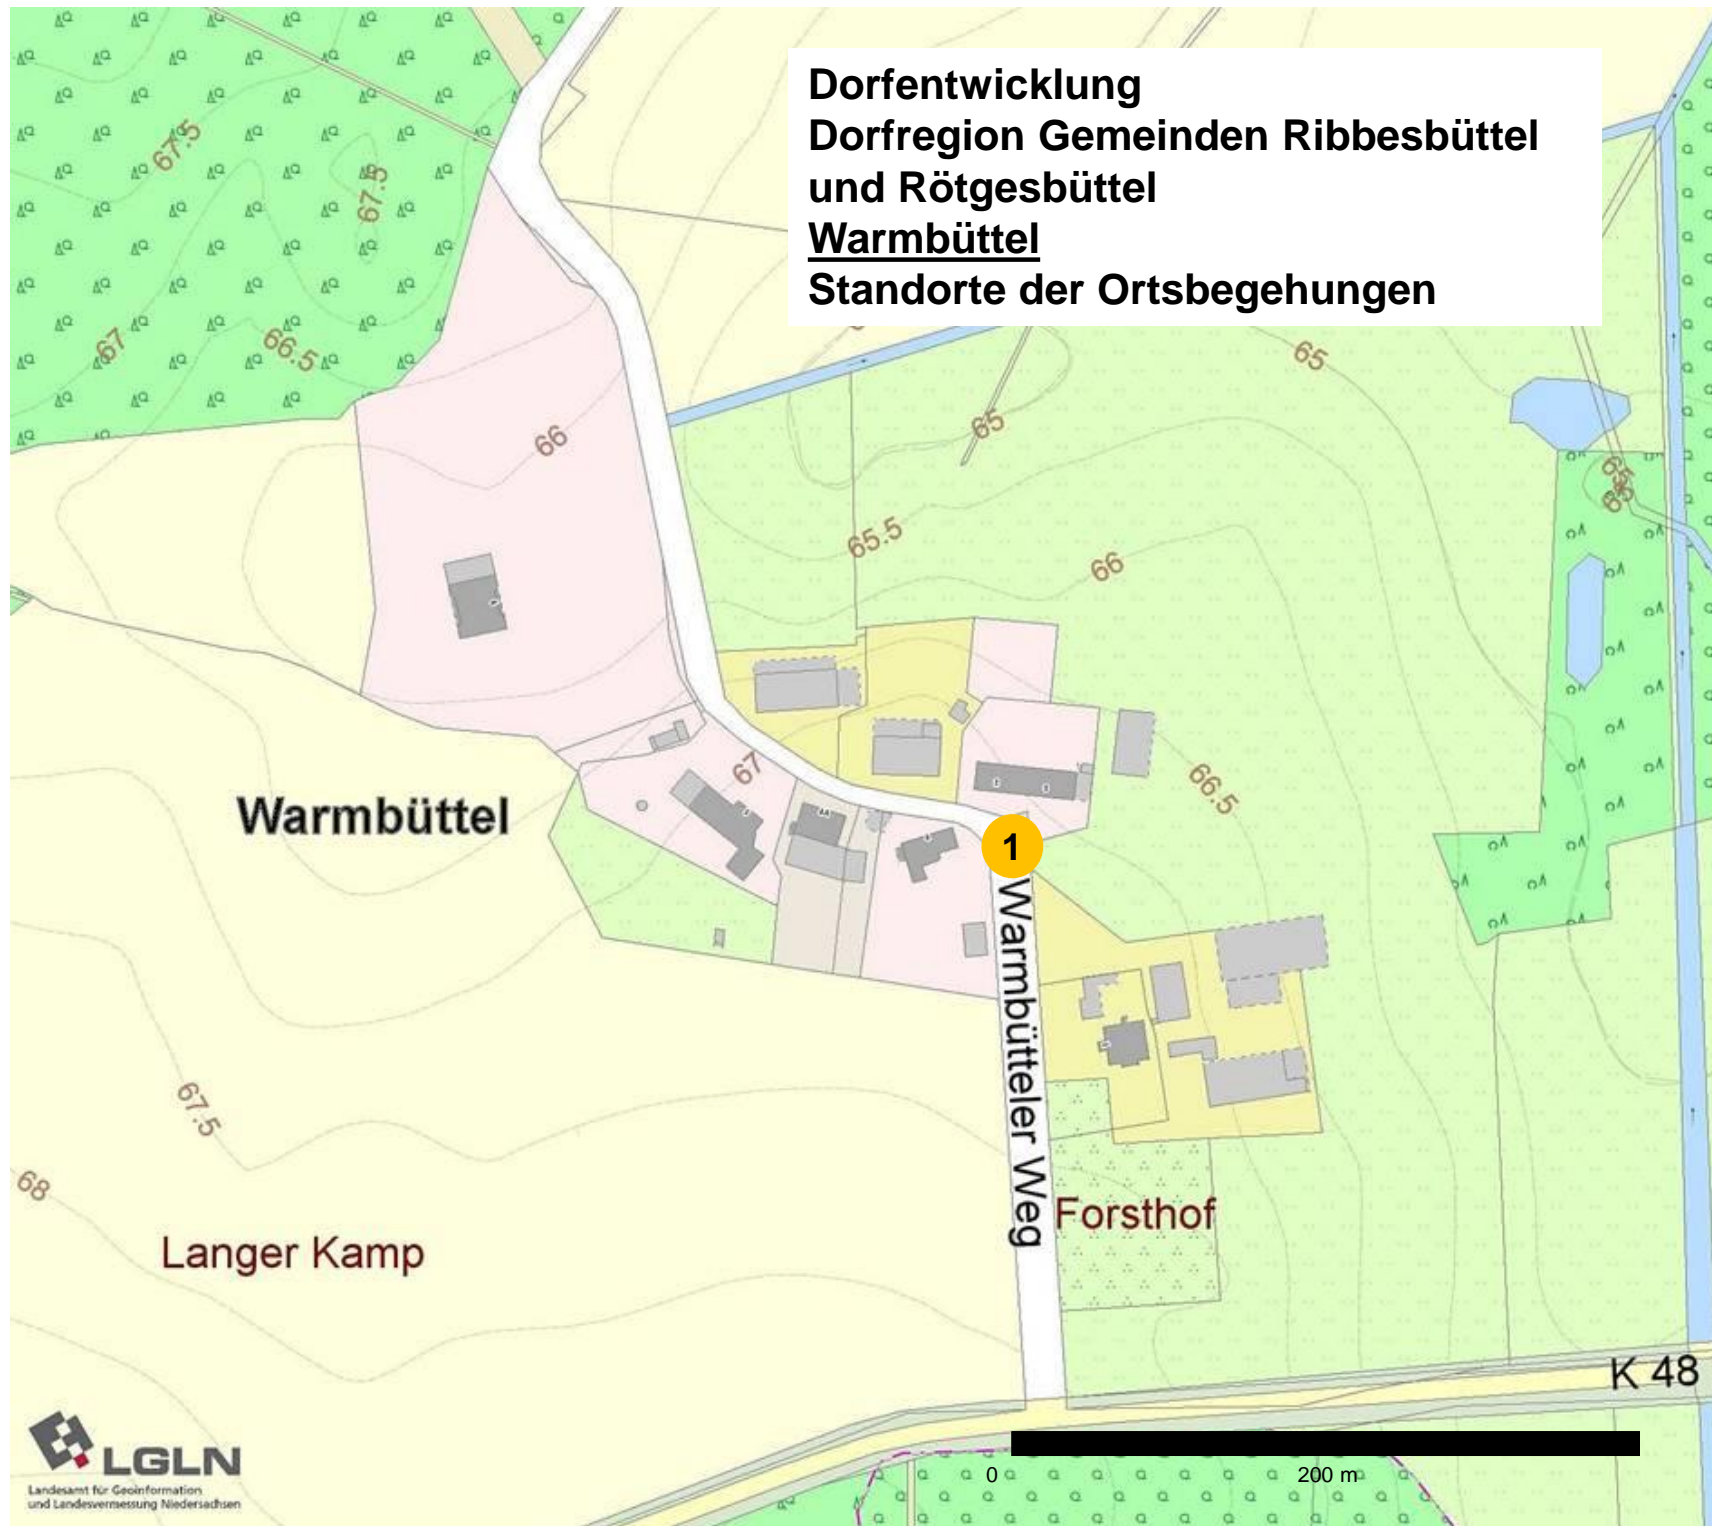 Dorfentwicklung
Dorfregion Gemeinden Ribbesbüttel
und Rötgesbüttel
Warmbüttel
Standorte der Ortsbegehungen
67.5
67.5
67
66.5
66
65
65
65.5
66
65
65
67
66.5
Warmbüttel
1
Warmbütteler Weg
67.5
68
Langer Kamp
Forsthof
K 48
LGLN
Landesamt für Geoinformation
und Landesvermessung Niedersachsen
0
200 m